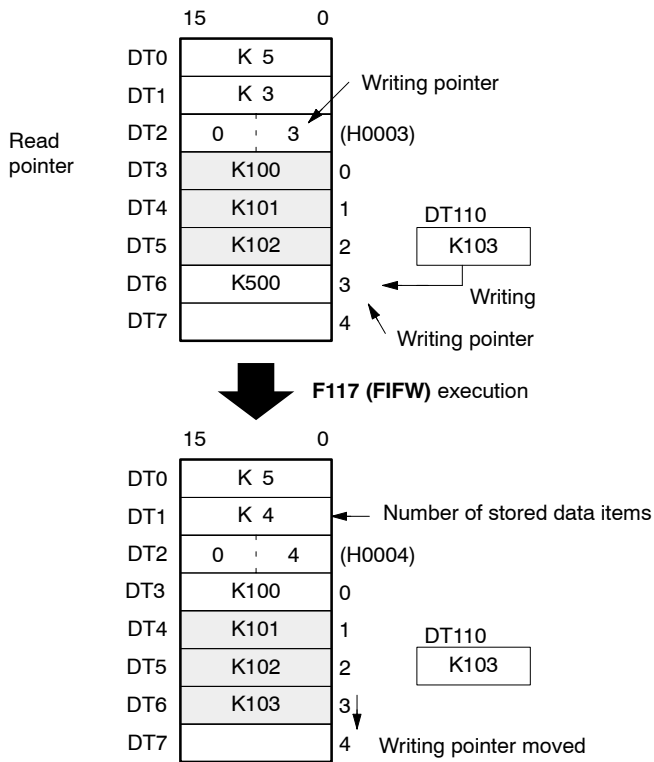 15 0
DT0 K 5
DT1 K 3
Writing pointer
DT2 0 3 (H0003)
Read
pointer
DT3 K100 0
DT4 K101 1
DT110
DT5 K102 2 K103
DT6 K500 3
Writing
DT7 4
Writing pointer
F117 (FIFW) execution
15 0
DT0 K 5
DT1 K 4 Number of stored data items
DT2 0 4 (H0004)
DT3 K100 0
DT4 K101 1
DT110
DT5 K102 2 K103
DT6 K103 3
DT7 4 Writing pointer moved